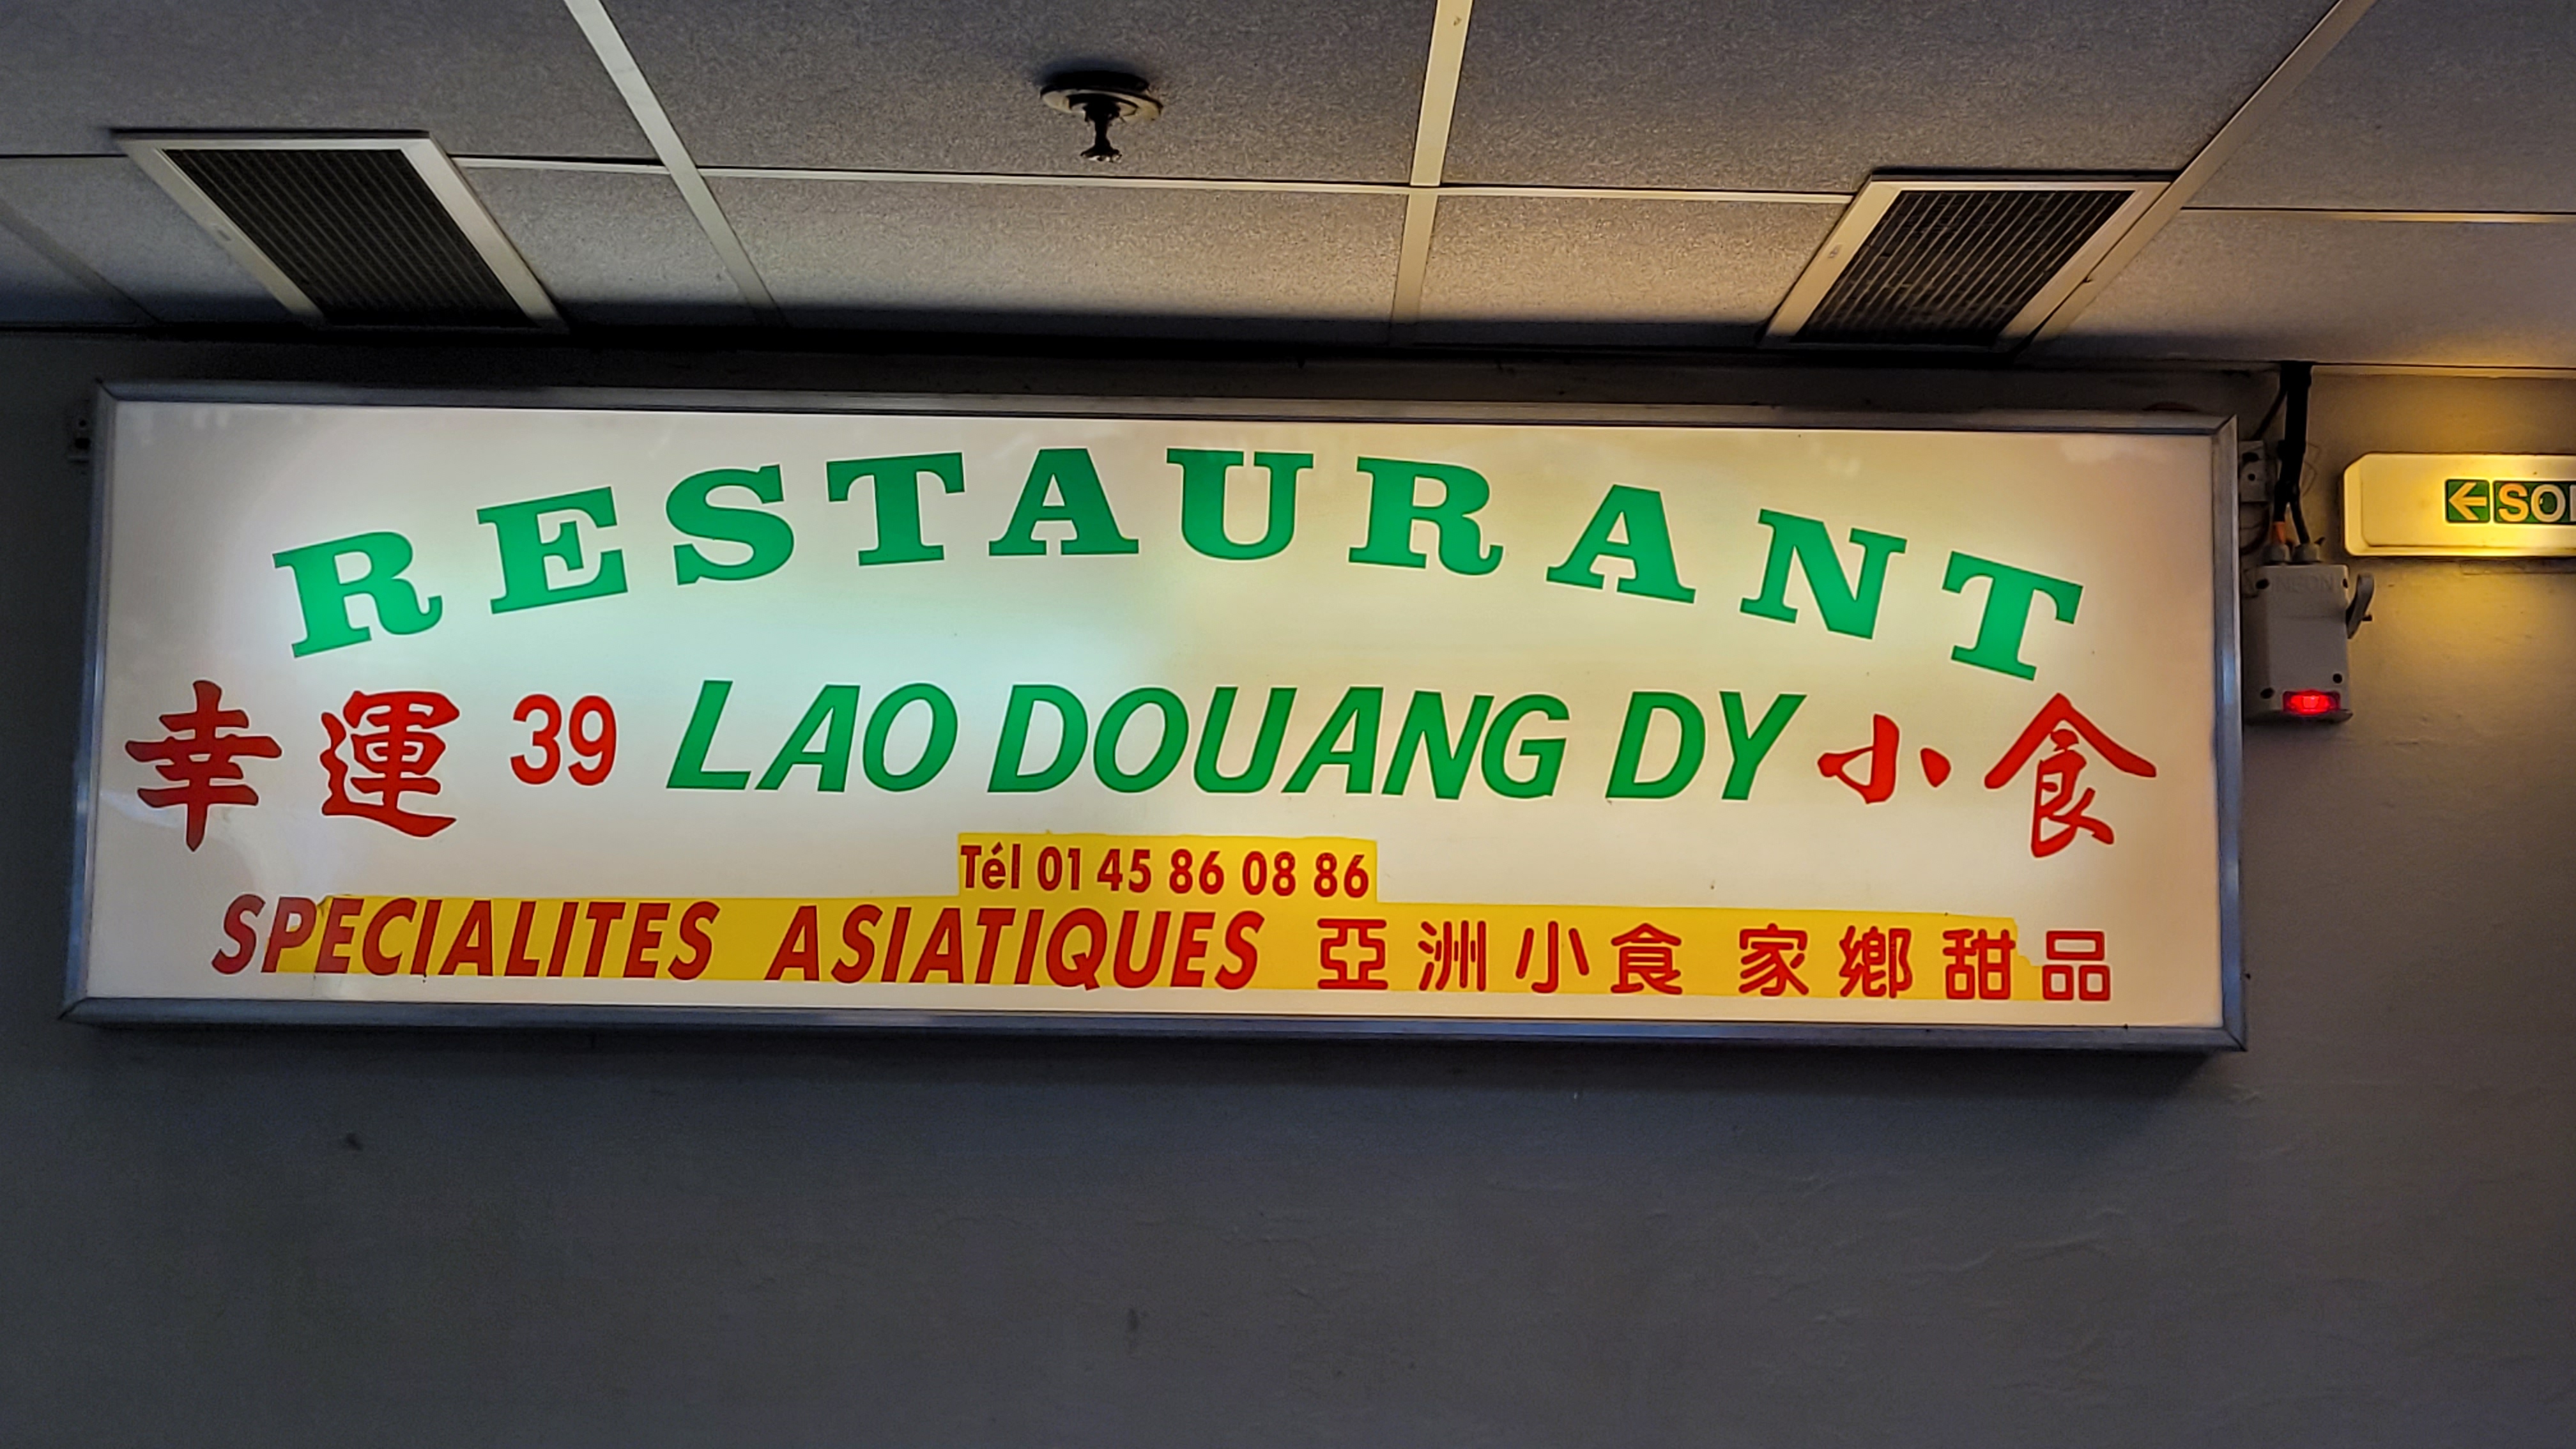 RESTAURANT
幸運 39 LAO DOUANG DY 小食
Tél 01 45 86 08 86
SPECIALITES ASIATIQUES 亞洲小食 家鄉甜品